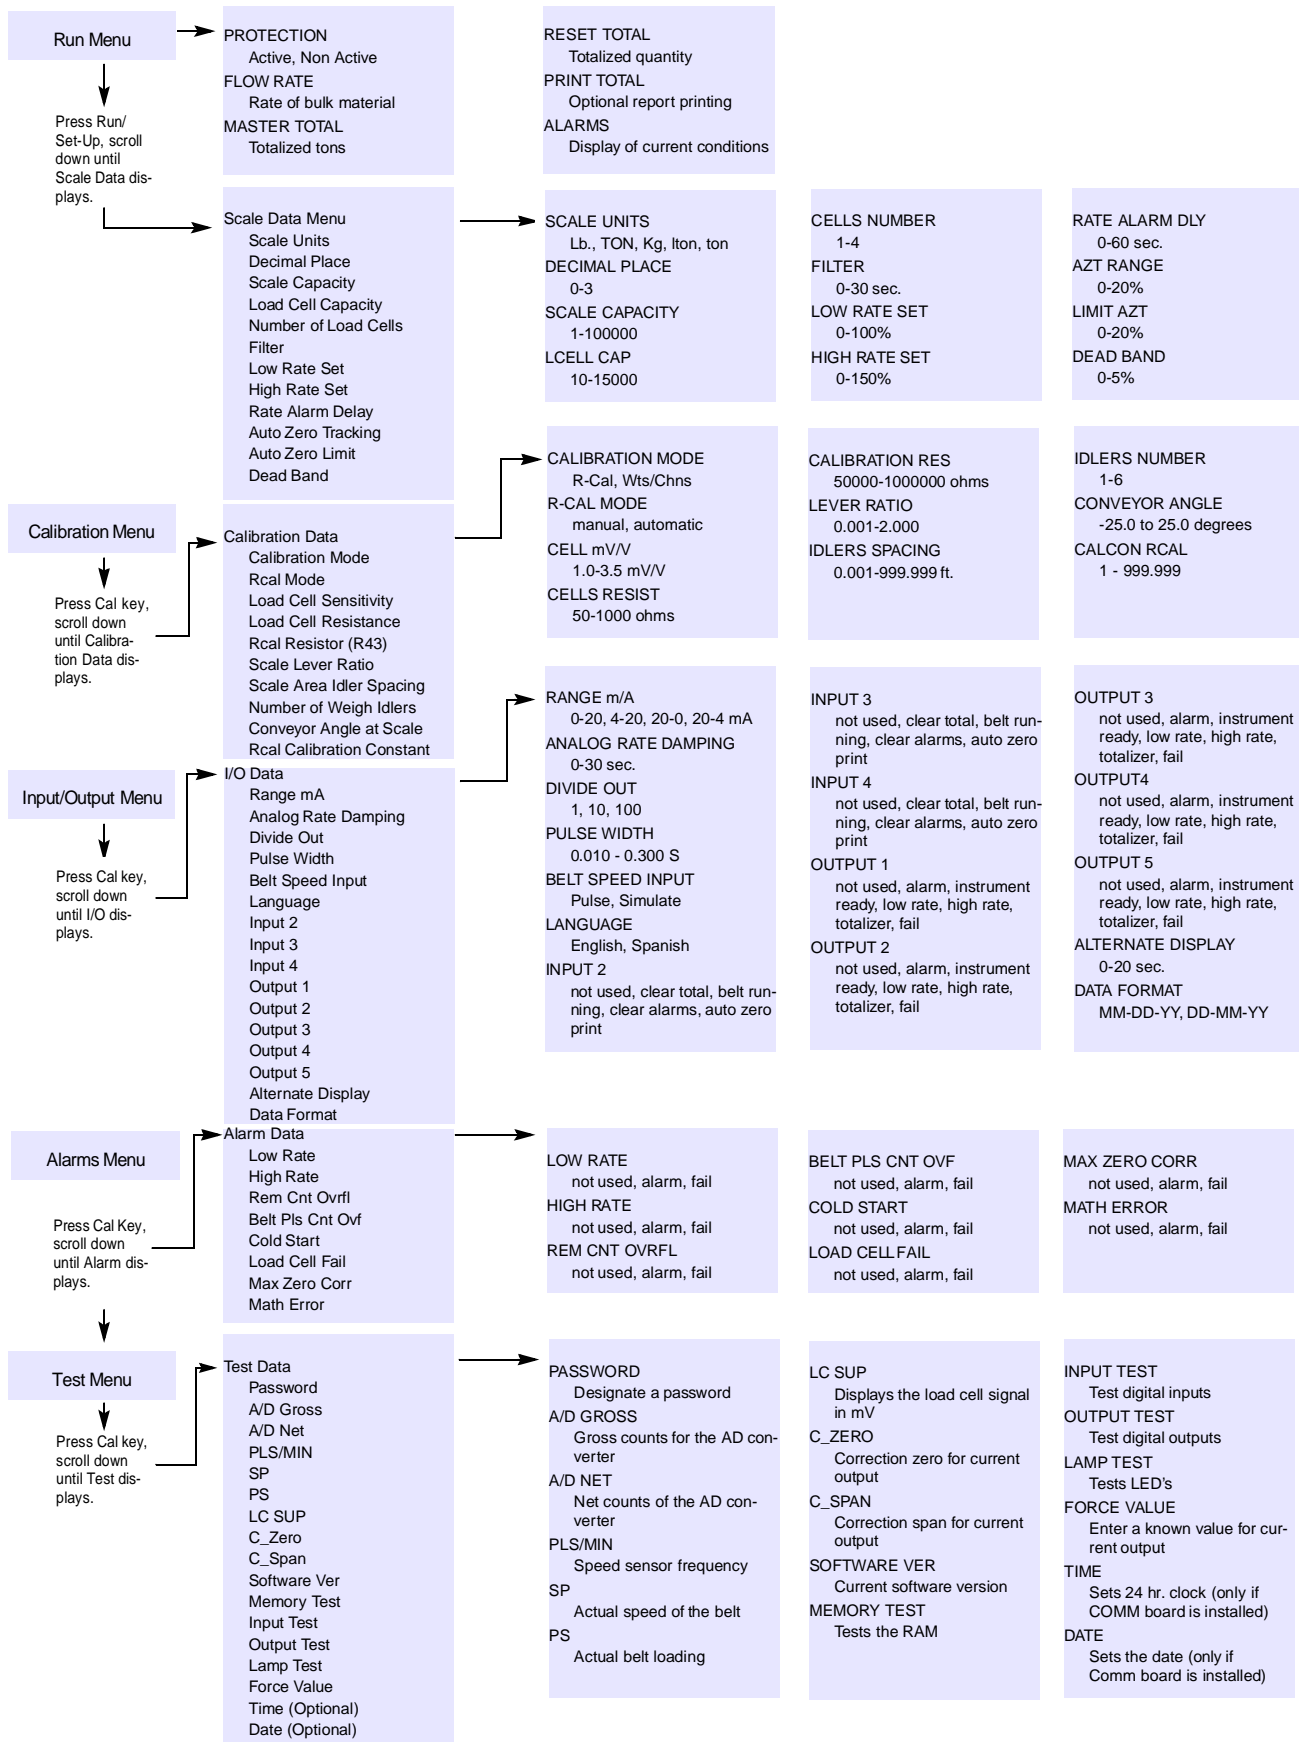 Run Menu
Press Run/
Set-Up, scroll
down until
Scale Data dis-
plays.
PROTECTION
Active, Non Active
FLOW RATE
Rate of bulk material
MASTER TOTAL
Totalized tons
RESET TOTAL
Totalized quantity
PRINT TOTAL
Optional report printing
ALARMS
Display of current conditions
Scale Data Menu
Scale Units
Decimal Place
Scale Capacity
Load Cell Capacity
Number of Load Cells
Filter
Low Rate Set
High Rate Set
Rate Alarm Delay
Auto Zero Tracking
Auto Zero Limit
Dead Band
SCALE UNITS
Lb., TON, Kg, lton, ton
DECIMAL PLACE
0-3
SCALE CAPACITY
1-100000
LCELL CAP
10-15000
CELLS NUMBER
1-4
FILTER
0-30 sec.
LOW RATE SET
0-100%
HIGH RATE SET
0-150%
RATE ALARM DLY
0-60 sec.
AZT RANGE
0-20%
LIMIT AZT
0-20%
DEAD BAND
0-5%
Calibration Menu
Press Cal key,
scroll down
until Calibra-
tion Data dis-
plays.
Calibration Data
Calibration Mode
Rcal Mode
Load Cell Sensitivity
Load Cell Resistance
Rcal Resistor (R43)
Scale Lever Ratio
Scale Area Idler Spacing
Number of Weigh Idlers
Conveyor Angle at Scale
Rcal Calibration Constant
CALIBRATION MODE
R-Cal, Wts/Chns
R-CAL MODE
manual, automatic
CELL mV/V
1.0-3.5 mV/V
CELLS RESIST
50-1000 ohms
CALIBRATION RES
50000-1000000 ohms
LEVER RATIO
0.001-2.000
IDLERS SPACING
0.001-999.999 ft.
IDLERS NUMBER
1-6
CONVEYOR ANGLE
-25.0 to 25.0 degrees
CALCON RCAL
1 - 999.999
Input/Output Menu
Press Cal key,
scroll down
until I/O dis-
plays.
I/O Data
Range mA
Analog Rate Damping
Divide Out
Pulse Width
Belt Speed Input
Language
Input 2
Input 3
Input 4
Output 1
Output 2
Output 3
Output 4
Output 5
Alternate Display
Data Format
RANGE m/A
0-20, 4-20, 20-0, 20-4 mA
ANALOG RATE DAMPING
0-30 sec.
DIVIDE OUT
1, 10, 100
PULSE WIDTH
0.010 - 0.300 S
BELT SPEED INPUT
Pulse, Simulate
LANGUAGE
English, Spanish
INPUT 2
not used, clear total, belt run-
ning, clear alarms, auto zero
print
INPUT 3
not used, clear total, belt run-
ning, clear alarms, auto zero
print
INPUT 4
not used, clear total, belt run-
ning, clear alarms, auto zero
print
OUTPUT 1
not used, alarm, instrument
ready, low rate, high rate,
totalizer, fail
OUTPUT 2
not used, alarm, instrument
ready, low rate, high rate,
totalizer, fail
OUTPUT 3
not used, alarm, instrument
ready, low rate, high rate,
totalizer, fail
OUTPUT4
not used, alarm, instrument
ready, low rate, high rate,
totalizer, fail
OUTPUT 5
not used, alarm, instrument
ready, low rate, high rate,
totalizer, fail
ALTERNATE DISPLAY
0-20 sec.
DATA FORMAT
MM-DD-YY, DD-MM-YY
Alarms Menu
Press Cal Key,
scroll down
until Alarm dis-
plays.
Alarm Data
Low Rate
High Rate
Rem Cnt Ovrfl
Belt Pls Cnt Ovf
Cold Start
Load Cell Fail
Max Zero Corr
Math Error
LOW RATE
not used, alarm, fail
HIGH RATE
not used, alarm, fail
REM CNT OVRFL
not used, alarm, fail
BELT PLS CNT OVF
not used, alarm, fail
COLD START
not used, alarm, fail
LOAD CELL FAIL
not used, alarm, fail
MAX ZERO CORR
not used, alarm, fail
MATH ERROR
not used, alarm, fail
Test Menu
Press Cal key,
scroll down
until Test dis-
plays.
Test Data
Password
A/D Gross
A/D Net
PLS/MIN
SP
PS
LC SUP
C_Zero
C_Span
Software Ver
Memory Test
Input Test
Output Test
Lamp Test
Force Value
Time (Optional)
Date (Optional)
PASSWORD
Designate a password
A/D GROSS
Gross counts for the AD con-
verter
A/D NET
Net counts of the AD con-
verter
PLS/MIN
Speed sensor frequency
SP
Actual speed of the belt
PS
Actual belt loading
LC SUP
Displays the load cell signal
in mV
C_ZERO
Correction zero for current
output
C_SPAN
Correction span for current
output
SOFTWARE VER
Current software version
MEMORY TEST
Tests the RAM
INPUT TEST
Test digital inputs
OUTPUT TEST
Test digital outputs
LAMP TEST
Tests LED's
FORCE VALUE
Enter a known value for cur-
rent output
TIME
Sets 24 hr. clock (only if
COMM board is installed)
DATE
Sets the date (only if
Comm board is installed)